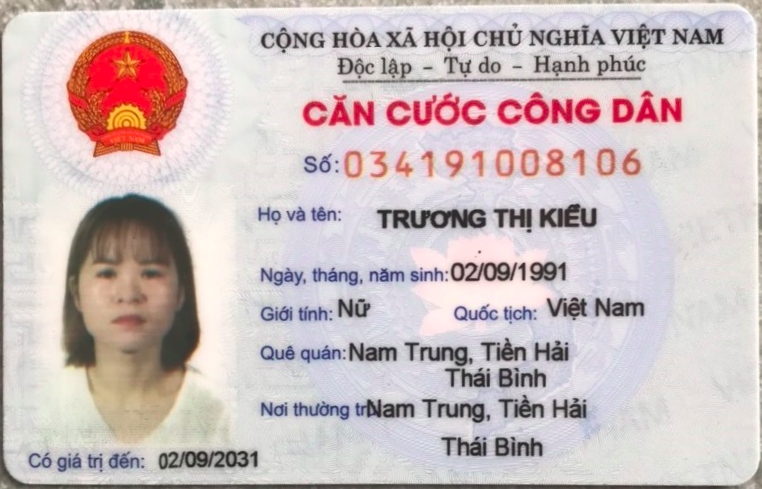 CỘNG HÒA XÃ HỘI CHỦ NGHĨA VIỆT NAM
Độc lập – Tự do – Hạnh phúc
CĂN CƯỚC CÔNG DÂN
Số: 034191008106
Họ và tên: TRƯƠNG THỊ KIỀU
Ngày, tháng, năm sinh: 02/09/1991
Giới tính: Nữ Quốc tịch: Việt Nam
Quê quán: Nam Trung, Tiền Hải
Thái Bình
Nơi thường tr Nam Trung, Tiền Hải
Thái Bình
Có giá trị đến: 02/09/2031